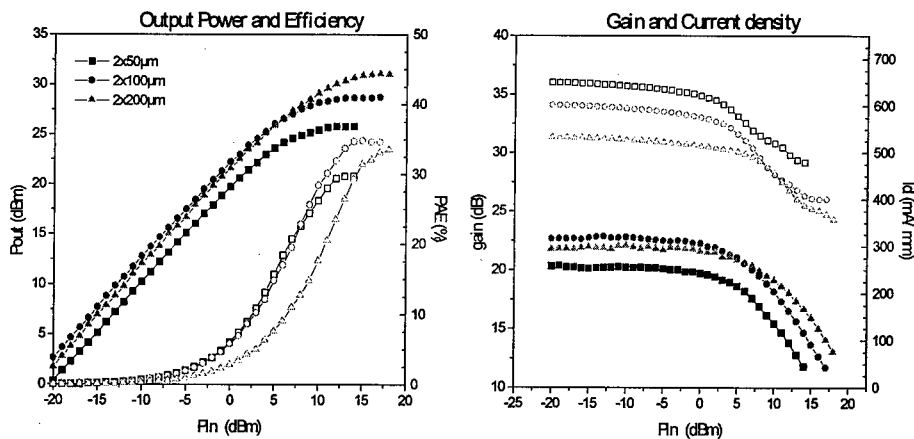 Output Power and Efficiency
35
30
25
20
15
10
5
0
Pout (dBm)
2x50µm
2x100µm
2x200µm
50
40
30
20
10
0
PAE (%)
-20 -15 -10 -5 0 5 10 15 20
Pin (dBm)
Gain and Current density
40
35
30
25
20
15
10
gain (dB)
700
600
500
400
300
200
100
0
Id (mA/mm)
-25 -20 -15 -10 -5 0 5 10 15 20
Pin (dBm)